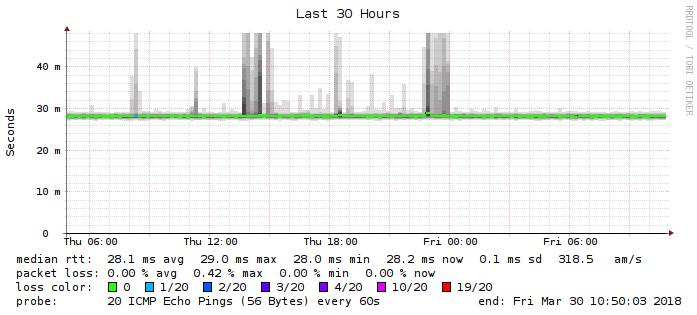 Last 30 Hours
RRDTOOL / TOBI OETIKER
Seconds
40 m
30 m
20 m
10 m
0
Thu 06:00 Thu 12:00 Thu 18:00 Fri 00:00 Fri 06:00
median rtt: 28.1 ms avg 29.0 ms max 28.0 ms min 28.2 ms now 0.1 ms sd 318.5 am/s
packet loss: 0.00 % avg 0.42 % max 0.00 % min 0.00 % now
loss color: 0 1/20 2/20 3/20 4/20 10/20 19/20
probe: 20 ICMP Echo Pings (56 Bytes) every 60s end: Fri Mar 30 10:50:03 2018